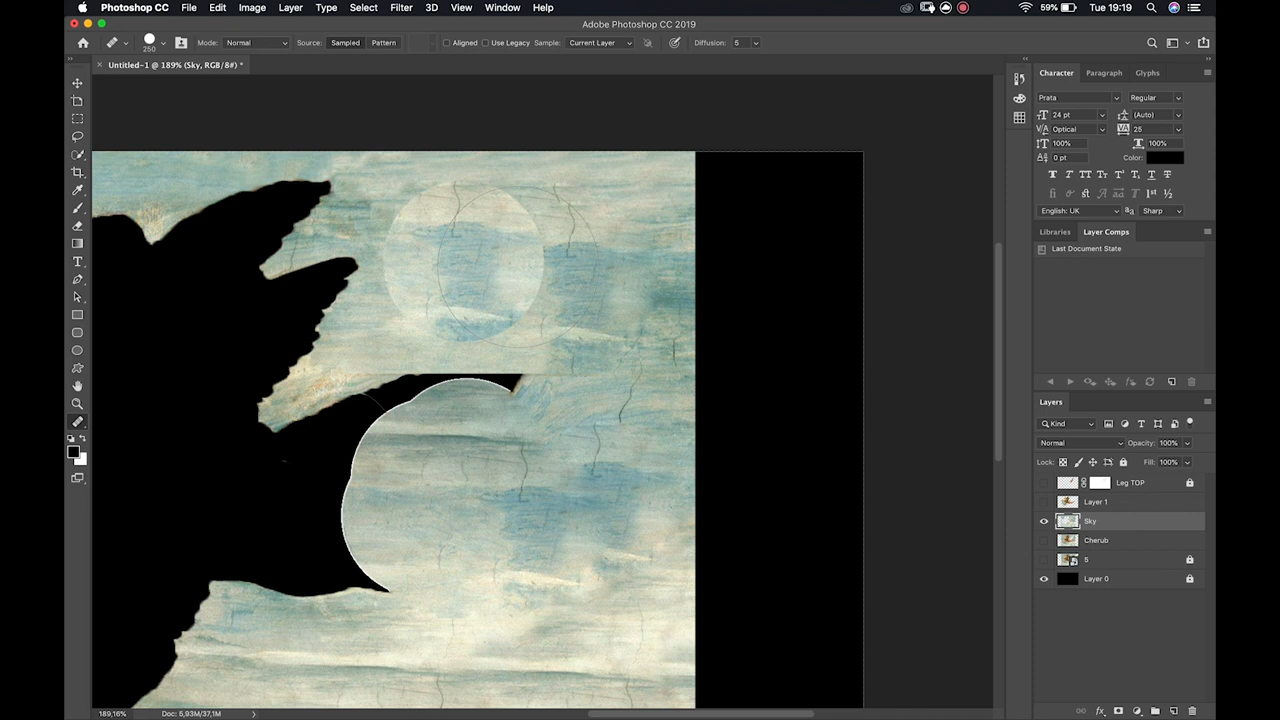 Photoshop CC File Edit Image Layer Type Select Filter 3D View Window Help 59% Tue 19:19
Adobe Photoshop CC 2019
250 Mode: Normal Source: Sampled Pattern Aligned Use Legacy Sample: Current Layer Diffusion: 5
Untitled-1 @ 189% (Sky, RGB/8#) *
Character Paragraph Glyphs
Prata Regular
24 pt (Auto)
Optical 25
100% 100%
0 pt Color:
English: UK Sharp
Libraries Layer Comps
Last Document State
Layers
Kind
Normal Opacity: 100%
Lock: Fill: 100%
Leg TOP
Layer 1
Sky
Cherub
5
Layer 0
189,16% Doc: 5,93M/37,1M